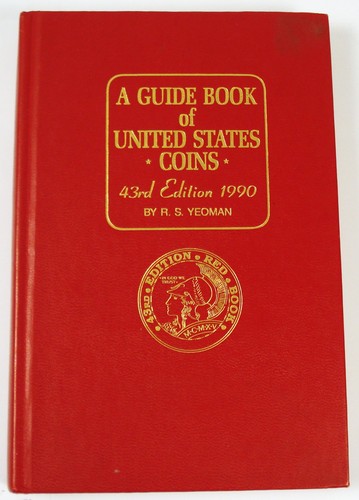 A GUIDE BOOK
of
UNITED STATES
* COINS *
43rd Edition 1990
BY R. S. YEOMAN
• 43RD • EDITION • RED • BOOK •
IN GOD WE
TRUST
M•C•M•X•V